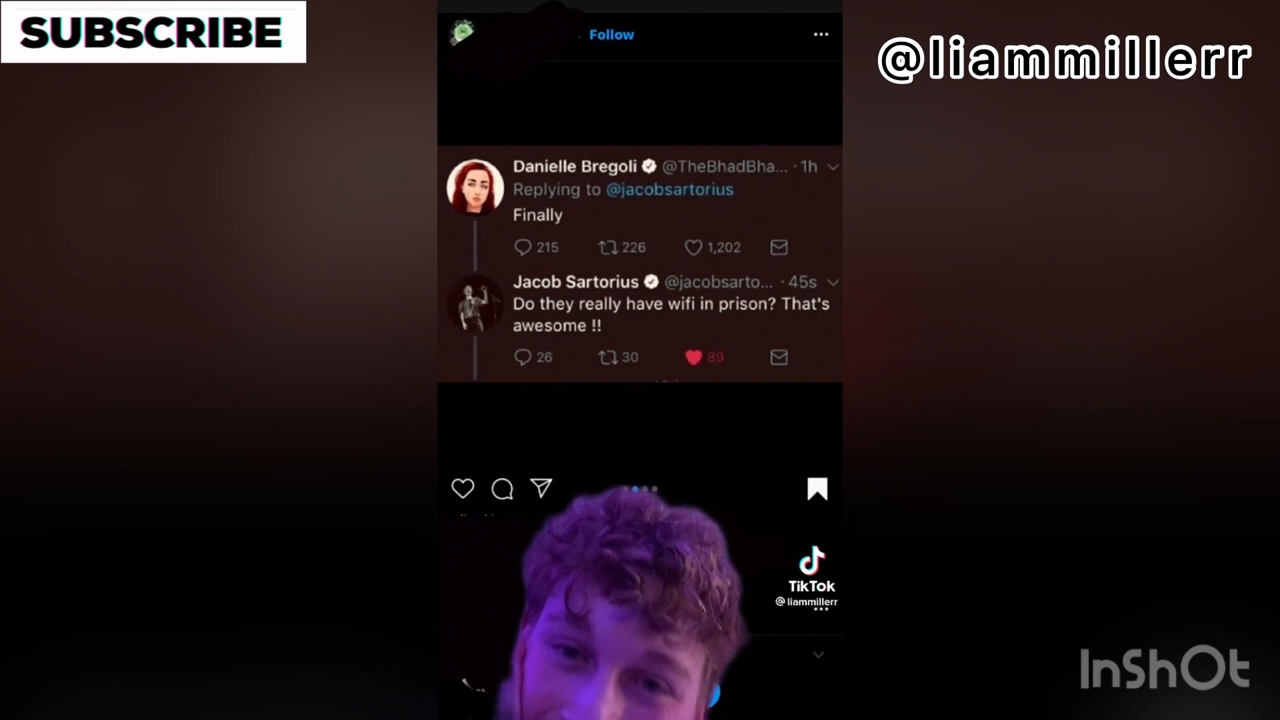 SUBSCRIBE
Follow
@liammillerr
Danielle Bregoli @TheBhadBha... · 1h
Replying to @jacobsartorius
Finally
215 226 1,202
Jacob Sartorius @jacobsarto... · 45s
Do they really have wifi in prison? That's
awesome !!
26 30 89
TikTok
@liammillerr
InShOt